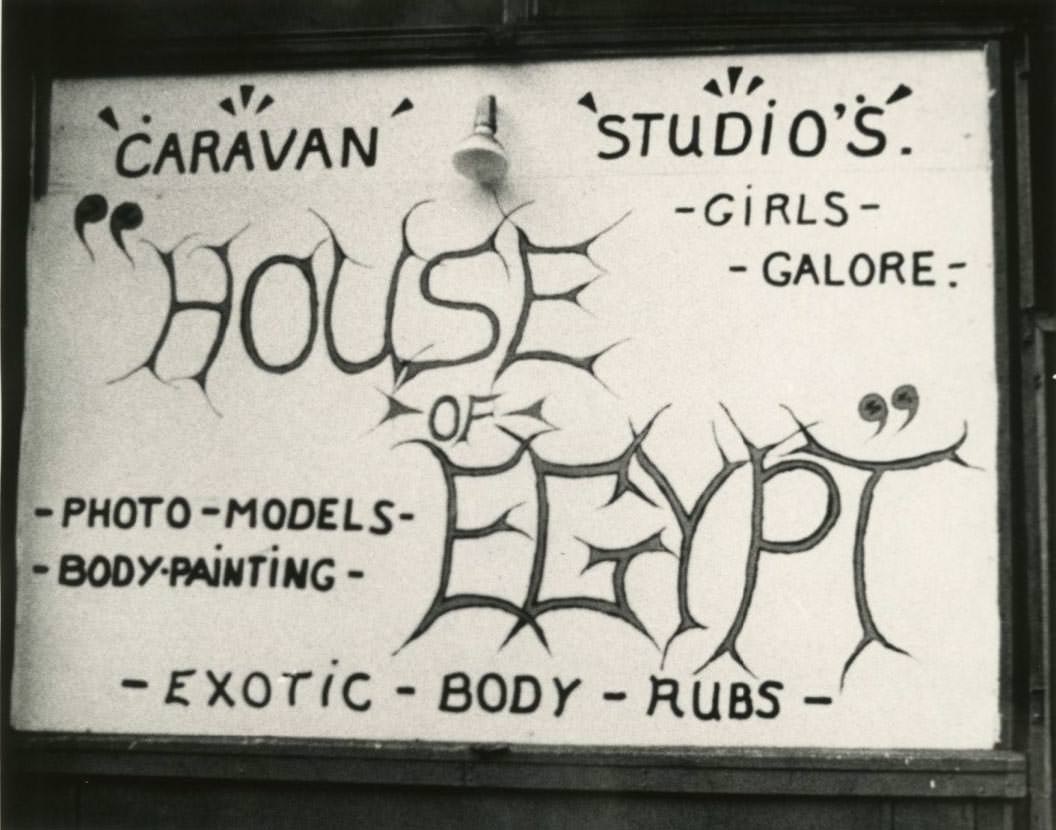 CARAVAN STUDIO'S.
-GiRLS-
-GALORE-
"HOUSE
OF
EGYPT"
-PHOTO-MODELS-
-BODY-PAiNTiNG-
-EXOTiC-BODY-RUBS-